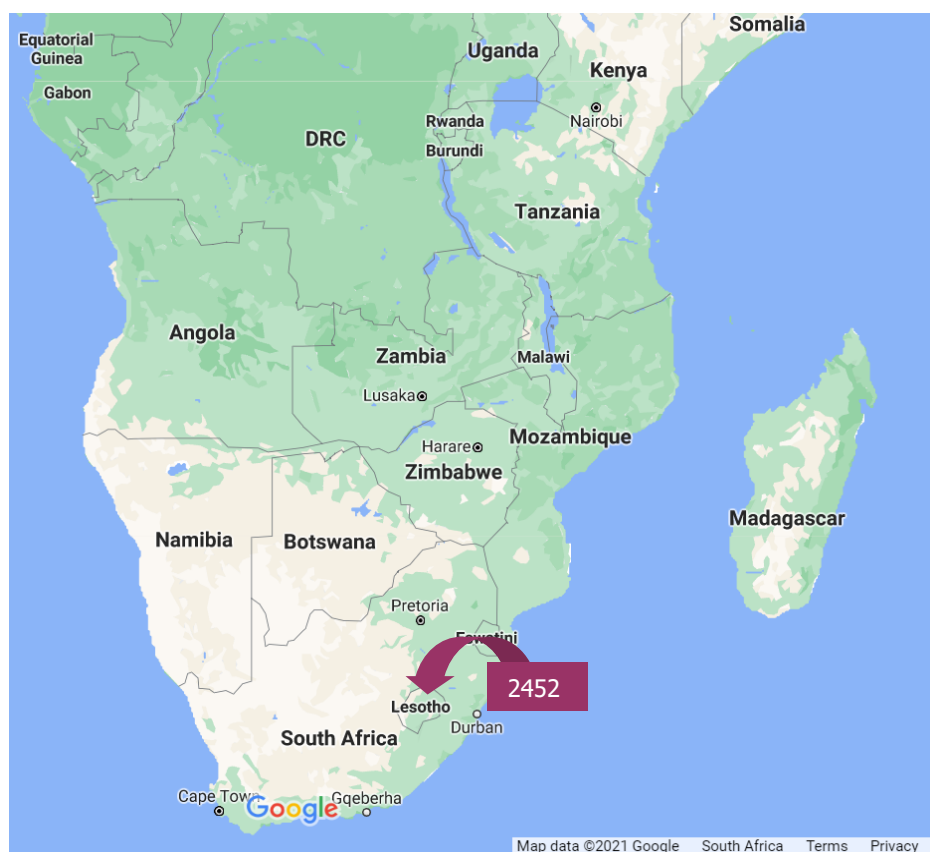 Somalia
Equatorial
Guinea
Uganda
Kenya
Gabon
Nairobi
Rwanda
DRC
Burundi
Tanzania
Angola
Zambia
Malawi
Lusaka
Mozambique
Harare
Zimbabwe
Madagascar
Namibia
Botswana
Pretoria
Eswatini
2452
Lesotho
Durban
South Africa
Cape Town
Google
Gqeberha
Map data ©2021 Google South Africa Terms Privacy